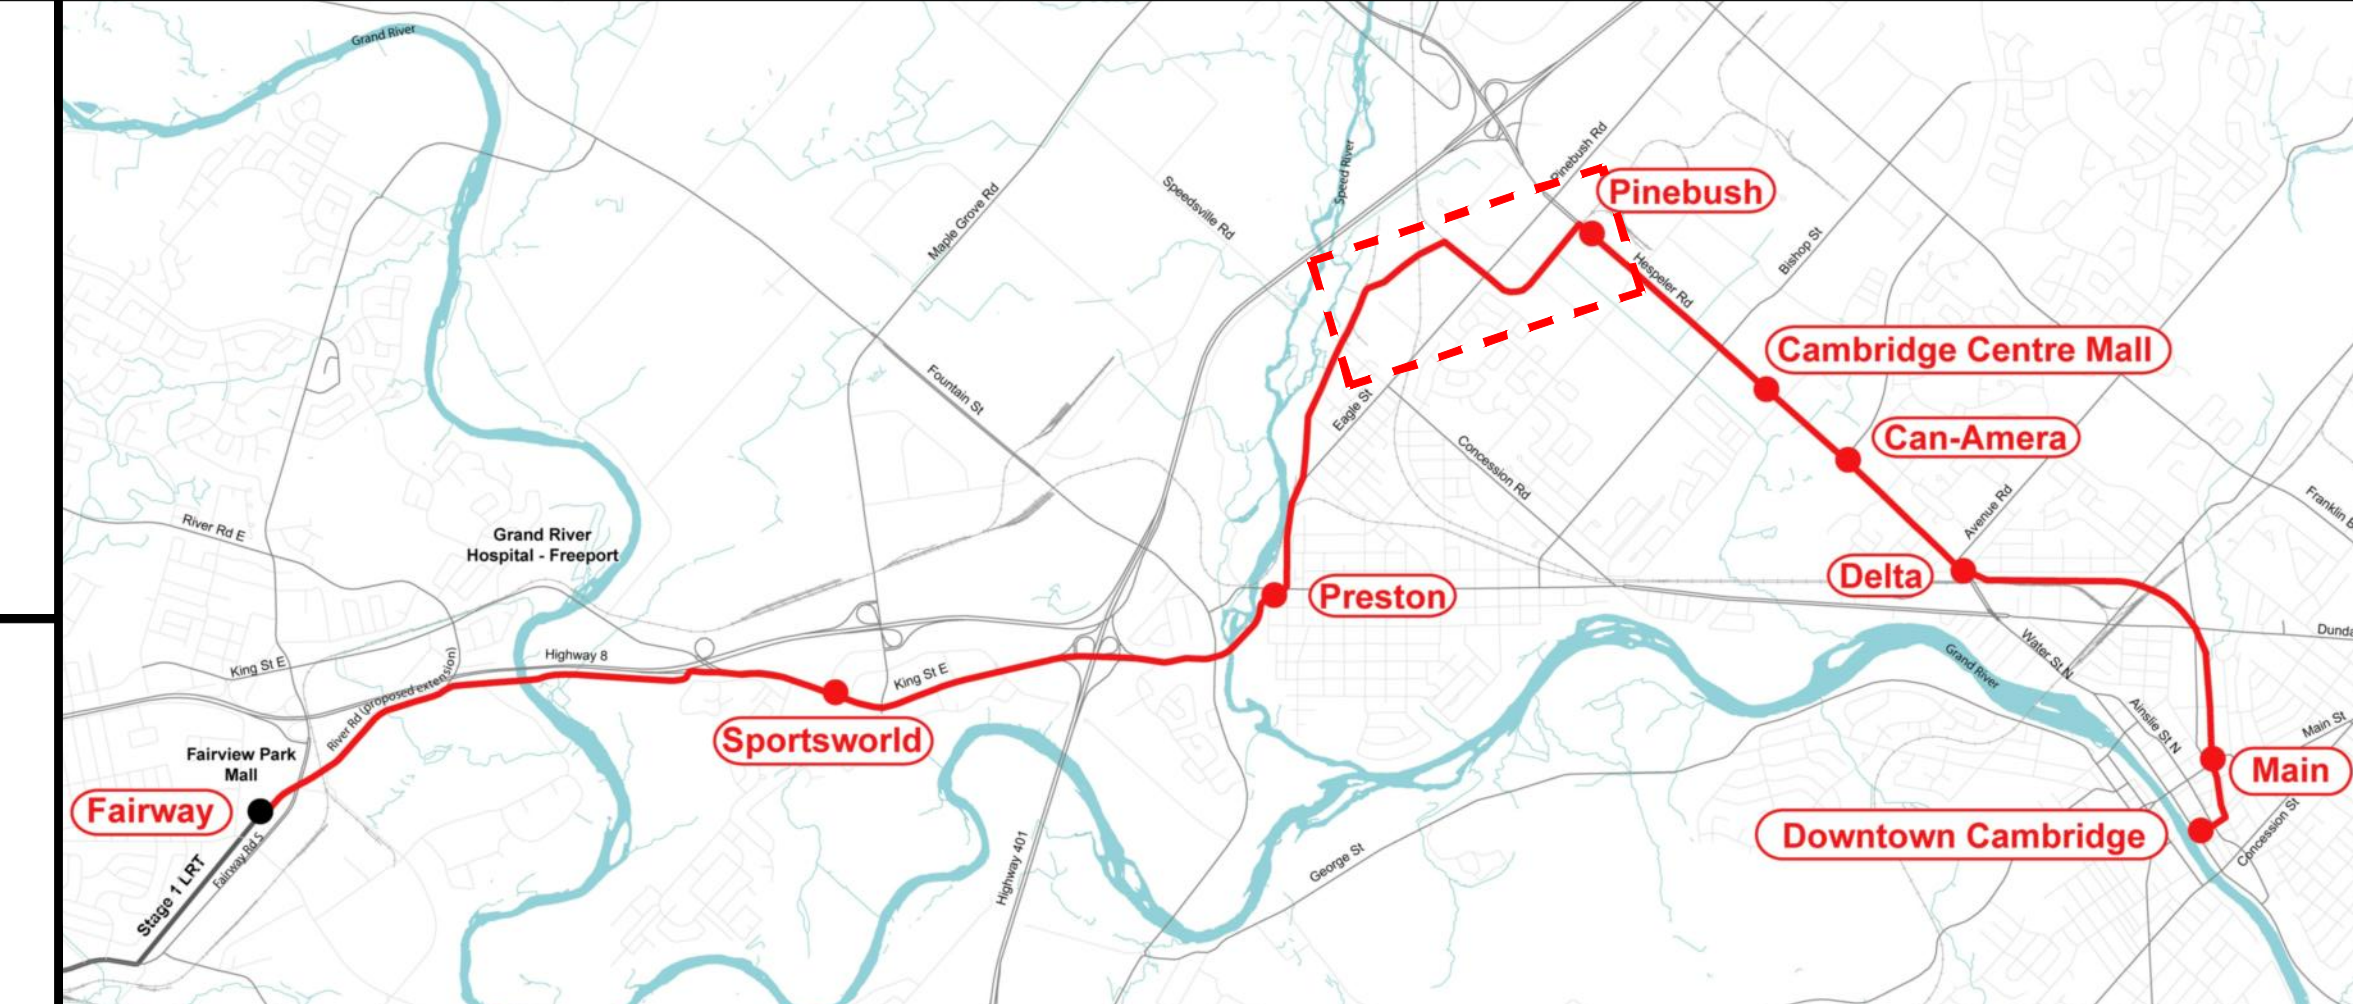 Grand River
Speed River
Pinebush Rd
Pinebush
Speedsville Rd
Maple Grove Rd
Bishop St
Hespeler Rd
Cambridge Centre Mall
Fountain St
Eagle St
Can-Amera
Concession Rd
Avenue Rd
River Rd E
Grand River
Hospital - Freeport
Delta
Preston
Dunda
Water St N
Grand River
King St E
Highway 8
River Rd (proposed extension)
King St E
Ainslie St N
Main St
Sportsworld
Fairview Park
Mall
Main
Fairway
Downtown Cambridge
Concession St
Fairway Rd S
Stage 1 LRT
Highway 401
George St